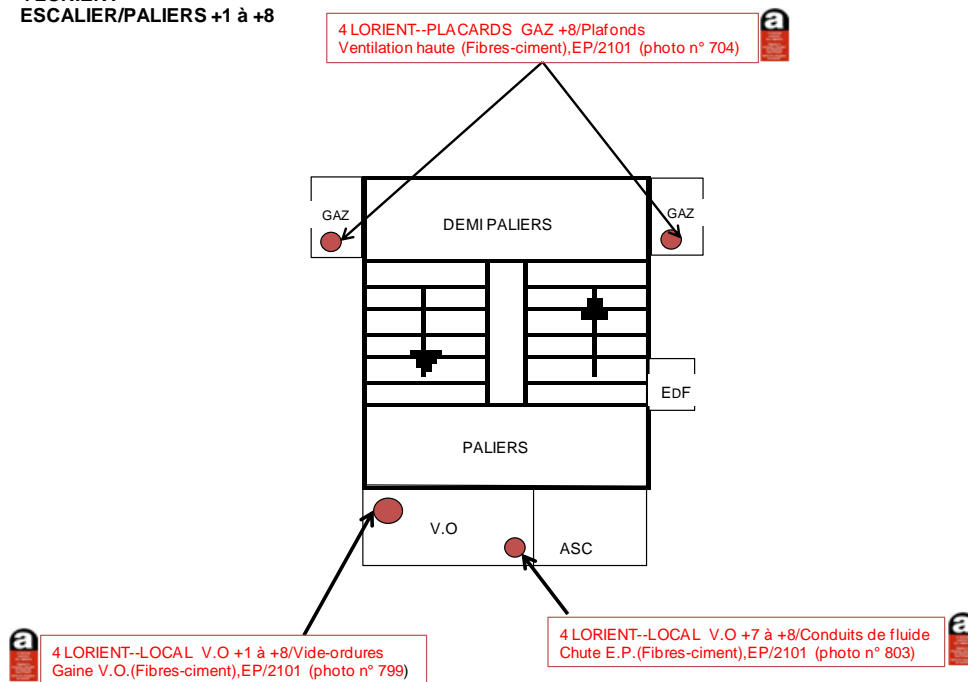 ESCALIER/PALIERS +1 à +8
4 LORIENT--PLACARDS GAZ +8/Plafonds
Ventilation haute (Fibres-ciment),EP/2101 (photo n° 704)
a
GAZ
DEMI PALIERS
GAZ
EDF
PALIERS
V.O
ASC
4 LORIENT--LOCAL V.O +1 à +8/Vide-ordures
Gaine V.O.(Fibres-ciment),EP/2101 (photo n° 799)
a
4 LORIENT--LOCAL V.O +7 à +8/Conduits de fluide
Chute E.P.(Fibres-ciment),EP/2101 (photo n° 803)
a